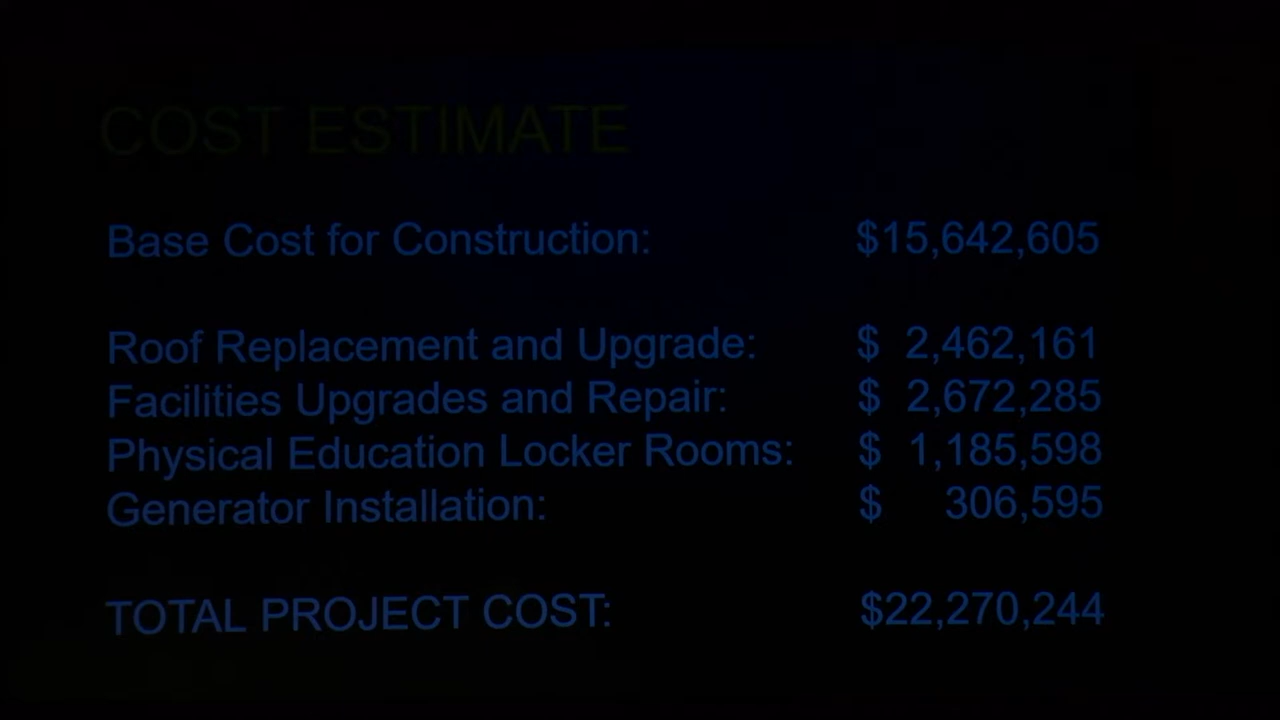 COST ESTIMATE
Base Cost for Construction: $15,642,605
Roof Replacement and Upgrade: $ 2,462,161
Facilities Upgrades and Repair: $ 2,672,285
Physical Education Locker Rooms: $ 1,185,598
Generator Installation: $ 306,595
TOTAL PROJECT COST: $22,270,244